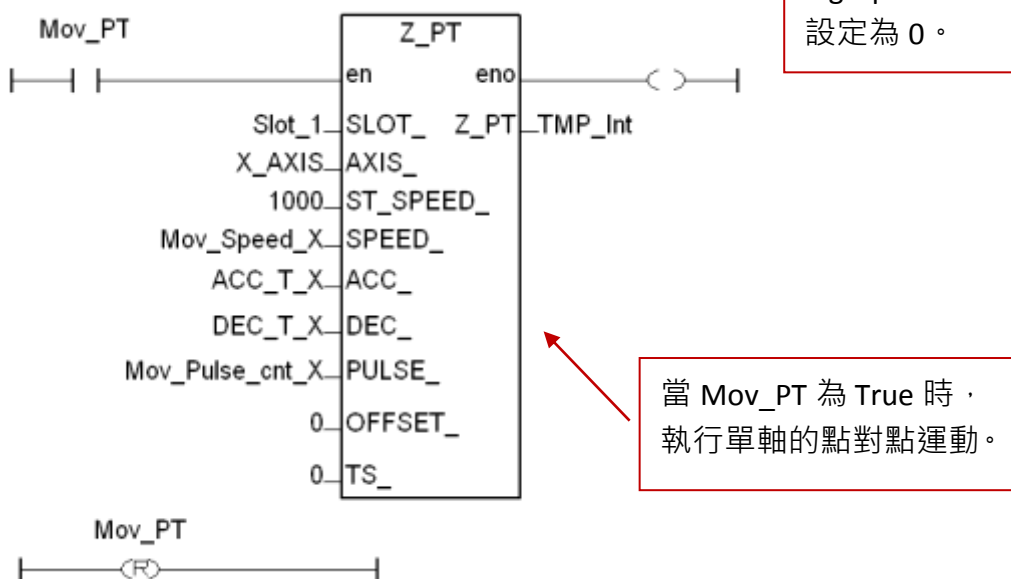 設定為 0。
Mov_PT
Z_PT
en eno
Slot_1 SLOT_ Z_PT TMP_Int
X_AXIS AXIS_
1000 ST_SPEED_
Mov_Speed_X SPEED_
ACC_T_X ACC_
DEC_T_X DEC_
Mov_Pulse_cnt_X PULSE_
0 OFFSET_
0 TS_
當 Mov_PT 為 True 時,
執行單軸的點對點運動。
Mov_PT
(R)